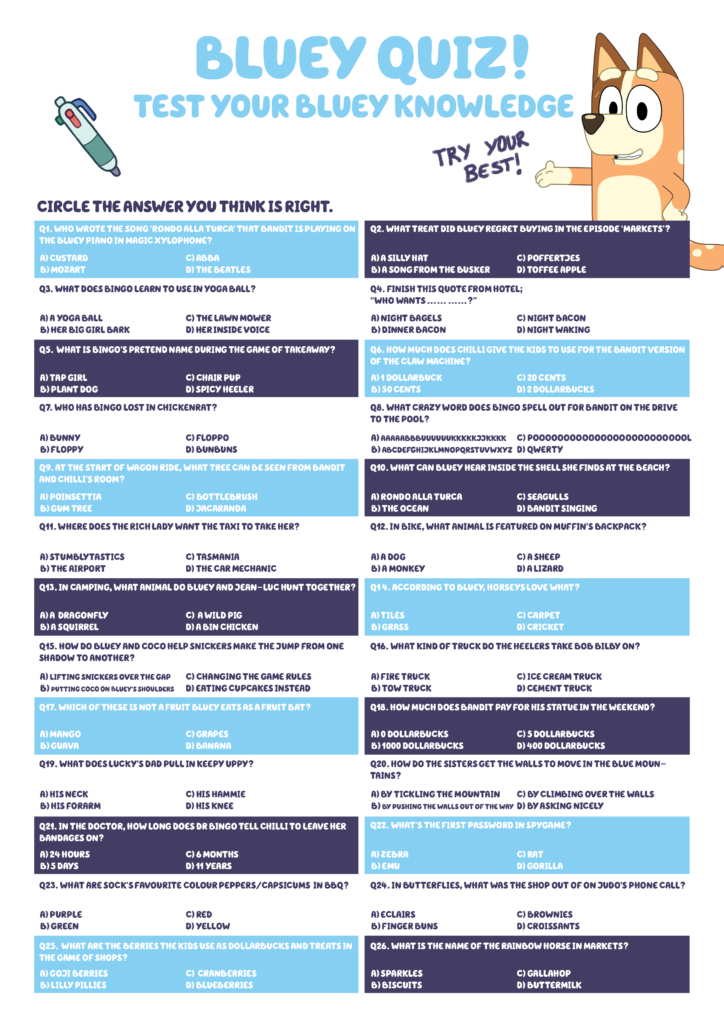 BLUEY QUIZ!
TEST YOUR BLUEY KNOWLEDGE
TRY YOUR
BEST!
CIRCLE THE ANSWER YOU THINK IS RIGHT.
Q1. WHO WROTE THE SONG 'RONDO ALLA TURCA' THAT BANDIT IS PLAYING ON
THE BLUEY PIANO IN MAGIC XYLOPHONE?
A) CUSTARD C) ABBA
B) MOZART D) THE BEATLES
Q2. WHAT TREAT DID BLUEY REGRET BUYING IN THE EPISODE 'MARKETS'?
A) A SILLY HAT C) POFFERTJES
B) A SONG FROM THE BUSKER D) TOFFEE APPLE
Q3. WHAT DOES BINGO LEARN TO USE IN YOGA BALL?
A) A YOGA BALL C) THE LAWN MOWER
B) HER BIG GIRL BARK D) HER INSIDE VOICE
Q4. FINISH THIS QUOTE FROM HOTEL;
"WHO WANTS ...... ......?"
A) NIGHT BAGELS C) NIGHT BACON
B) DINNER BACON D) NIGHT WAKING
Q5. WHAT IS BINGO'S PRETEND NAME DURING THE GAME OF TAKEAWAY?
A) TAP GIRL C) CHAIR PUP
B) PLANT DOG D) SPICY HEELER
Q6. HOW MUCH DOES CHILLI GIVE THE KIDS TO USE FOR THE BANDIT VERSION
OF THE CLAW MACHINE?
A) 1 DOLLARBUCK C) 20 CENTS
B) 50 CENTS D) 2 DOLLARBUCKS
Q7. WHO HAS BINGO LOST IN CHICKENRAT?
A) BUNNY C) FLOPPO
B) FLOPPY D) BUNBUNS
Q8. WHAT CRAZY WORD DOES BINGO SPELL OUT FOR BANDIT ON THE DRIVE
TO THE POOL?
A) AAAAABBBUUUUUUKKKKKJJKKKK C) POOOOOOOOOOOOOOOOOOOOOOOOL
B) ABCDEFGHIJKLMNOPQRSTUVWXYZ D) QWERTY
Q9. AT THE START OF WAGON RIDE, WHAT TREE CAN BE SEEN FROM BANDIT
AND CHILLI'S ROOM?
A) POINSETTIA C) BOTTLEBRUSH
B) GUM TREE D) JACARANDA
Q10. WHAT CAN BLUEY HEAR INSIDE THE SHELL SHE FINDS AT THE BEACH?
A) RONDO ALLA TURCA C) SEAGULLS
B) THE OCEAN D) BANDIT SINGING
Q11. WHERE DOES THE RICH LADY WANT THE TAXI TO TAKE HER?
A) STUMBLYTASTICS C) TASMANIA
B) THE AIRPORT D) THE CAR MECHANIC
Q12. IN BIKE, WHAT ANIMAL IS FEATURED ON MUFFIN'S BACKPACK?
A) A DOG C) A SHEEP
B) A MONKEY D) A LIZARD
Q13. IN CAMPING, WHAT ANIMAL DO BLUEY AND JEAN-LUC HUNT TOGETHER?
A) A DRAGONFLY C) A WILD PIG
B) A SQUIRREL D) A BIN CHICKEN
Q14. ACCORDING TO BLUEY, HORSEYS LOVE WHAT?
A) TILES C) CARPET
B) GRASS D) CRICKET
Q15. HOW DO BLUEY AND COCO HELP SNICKERS MAKE THE JUMP FROM ONE
SHADOW TO ANOTHER?
A) LIFTING SNICKERS OVER THE GAP C) CHANGING THE GAME RULES
B) PUTTING COCO ON BLUEY'S SHOULDERS D) EATING CUPCAKES INSTEAD
Q16. WHAT KIND OF TRUCK DO THE HEELERS TAKE BOB BILBY ON?
A) FIRE TRUCK C) ICE CREAM TRUCK
B) TOW TRUCK D) CEMENT TRUCK
Q17. WHICH OF THESE IS NOT A FRUIT BLUEY EATS AS A FRUIT BAT?
A) MANGO C) GRAPES
B) GUAVA D) BANANA
Q18. HOW MUCH DOES BANDIT PAY FOR HIS STATUE IN THE WEEKEND?
A) 0 DOLLARBUCKS C) 5 DOLLARBUCKS
B) 1000 DOLLARBUCKS D) 400 DOLLARBUCKS
Q19. WHAT DOES LUCKY'S DAD PULL IN KEEPY UPPY?
A) HIS NECK C) HIS HAMMIE
B) HIS FORARM D) HIS KNEE
Q20. HOW DO THE SISTERS GET THE WALLS TO MOVE IN THE BLUE MOUN-
TAINS?
A) BY TICKLING THE MOUNTAIN C) BY CLIMBING OVER THE WALLS
B) BY PUSHING THE WALLS OUT OF THE WAY D) BY ASKING NICELY
Q21. IN THE DOCTOR, HOW LONG DOES DR BINGO TELL CHILLI TO LEAVE HER
BANDAGES ON?
A) 24 HOURS C) 6 MONTHS
B) 5 DAYS D) 11 YEARS
Q22. WHAT'S THE FIRST PASSWORD IN SPYGAME?
A) ZEBRA C) RAT
B) EMU D) GORILLA
Q23. WHAT ARE SOCK'S FAVOURITE COLOUR PEPPERS/CAPSICUMS IN BBQ?
A) PURPLE C) RED
B) GREEN D) YELLOW
Q24. IN BUTTERFLIES, WHAT WAS THE SHOP OUT OF ON JUDO'S PHONE CALL?
A) ECLAIRS C) BROWNIES
B) FINGER BUNS D) CROISSANTS
Q25. WHAT ARE THE BERRIES THE KIDS USE AS DOLLARBUCKS AND TREATS IN
THE GAME OF SHOPS?
A) GOJI BERRIES C) CRANBERRIES
B) LILLY PILLIES D) BLUEBERRIES
Q26. WHAT IS THE NAME OF THE RAINBOW HORSE IN MARKETS?
A) SPARKLES C) GALLAHOP
B) BISCUITS D) BUTTERMILK